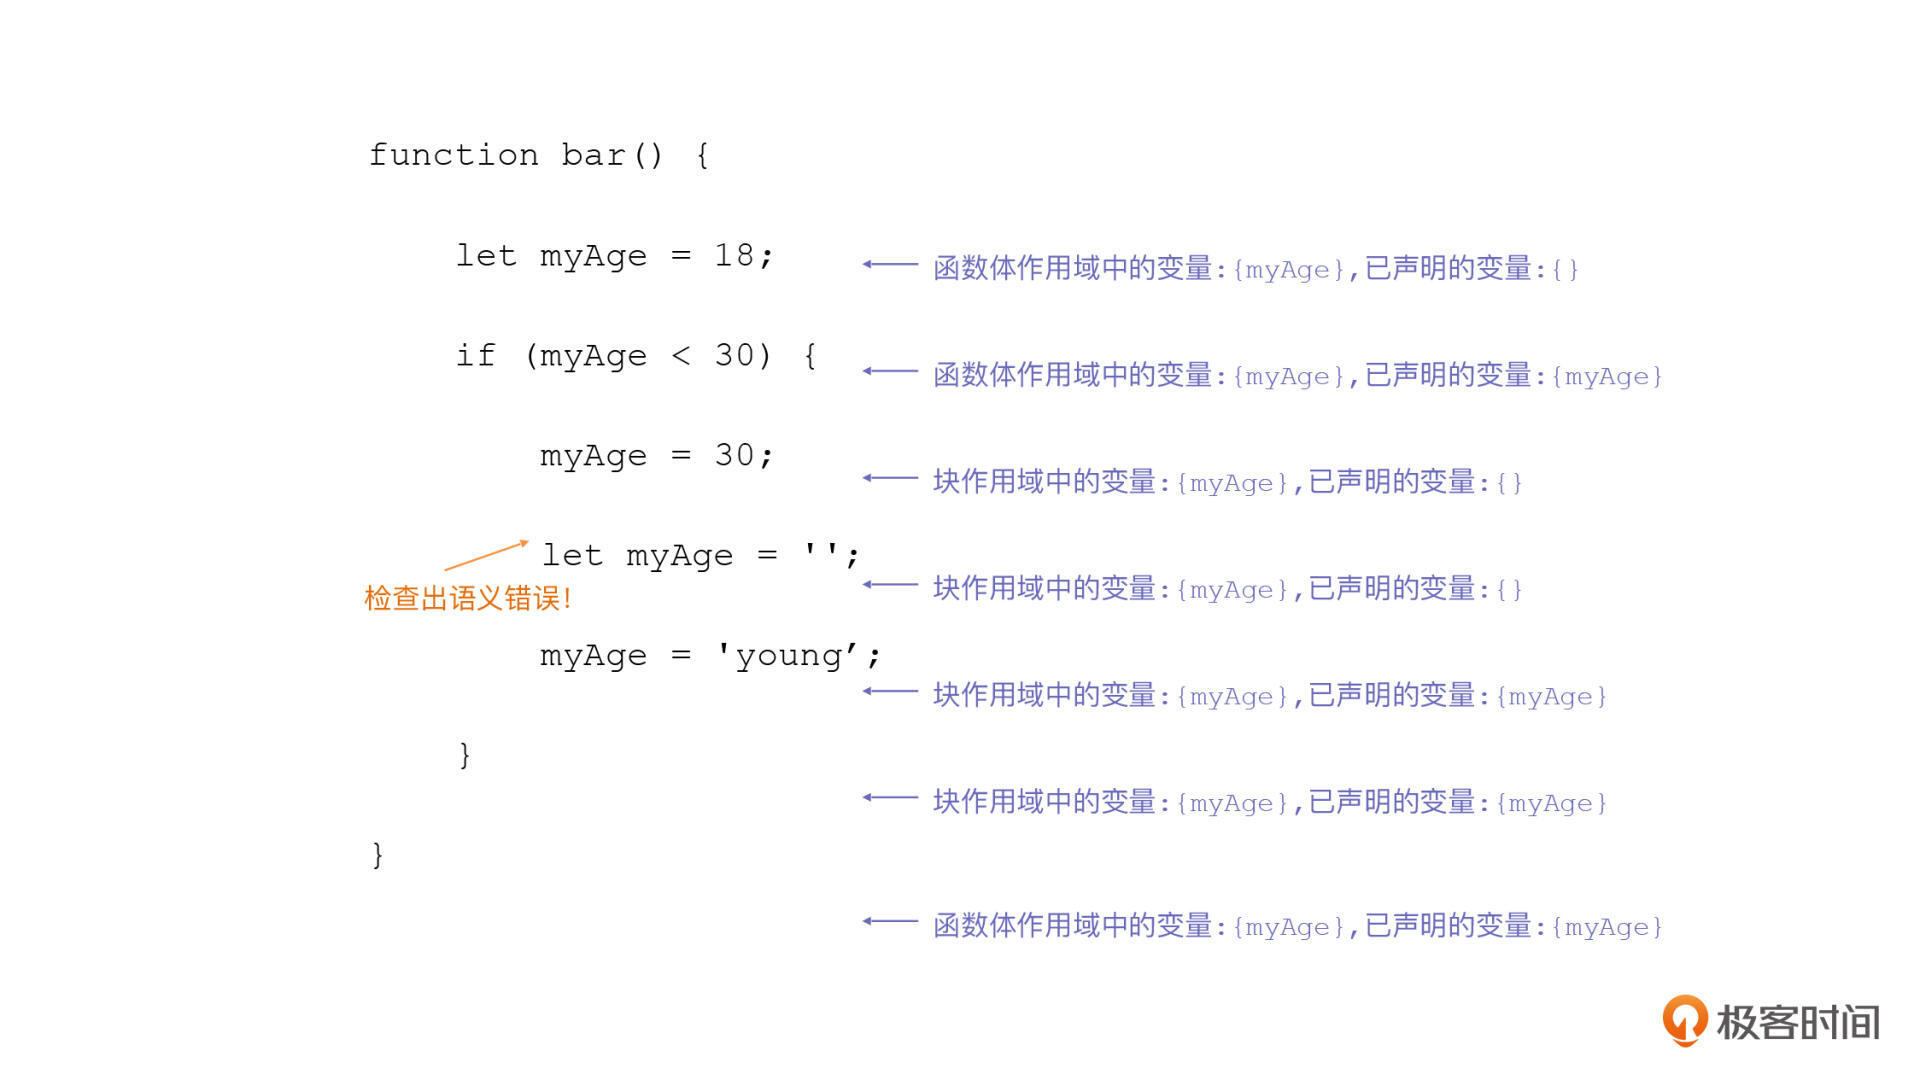 function bar() {
let myAge = 18;
函数体作用域中的变量:{myAge},已声明的变量:{}
if (myAge < 30) {
函数体作用域中的变量:{myAge},已声明的变量:{myAge}
myAge = 30;
块作用域中的变量:{myAge},已声明的变量:{}
let myAge = '';
检查出语义错误!
块作用域中的变量:{myAge},已声明的变量:{}
myAge = 'young’;
块作用域中的变量:{myAge},已声明的变量:{myAge}
}
块作用域中的变量:{myAge},已声明的变量:{myAge}
}
函数体作用域中的变量:{myAge},已声明的变量:{myAge}
极客时间